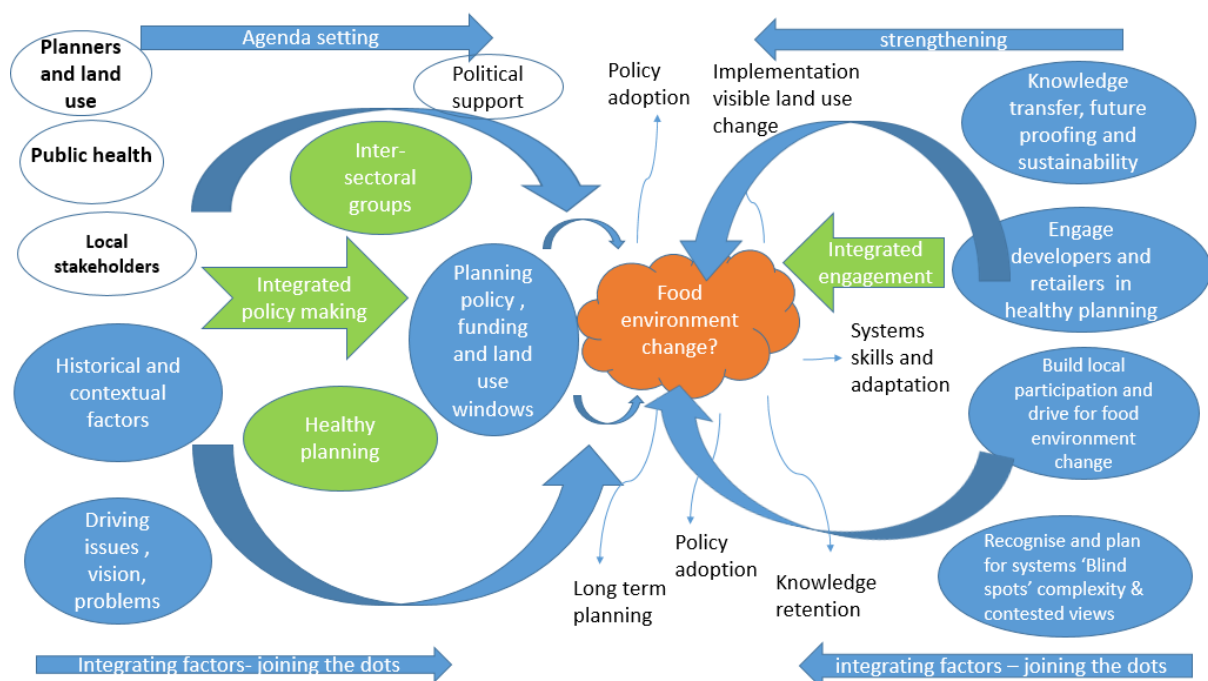 Agenda setting
strengthening
Planners
and land
use
Public health
Local
stakeholders
Historical and
contextual
factors
Driving
issues ,
vision,
problems
Political
support
Inter-
sectoral
groups
Integrated
policy making
Healthy
planning
Planning
policy ,
funding
and land
use
windows
Policy
adoption
Implementation
visible land use
change
Food
environment
change?
Integrated
engagement
Systems
skills and
adaptation
Long term
planning
Policy
adoption
Knowledge
retention
Knowledge
transfer, future
proofing and
sustainability
Engage
developers and
retailers in
healthy planning
Build local
participation and
drive for food
environment
change
Recognise and plan
for systems ‘Blind
spots’ complexity &
contested views
Integrating factors- joining the dots
integrating factors – joining the dots